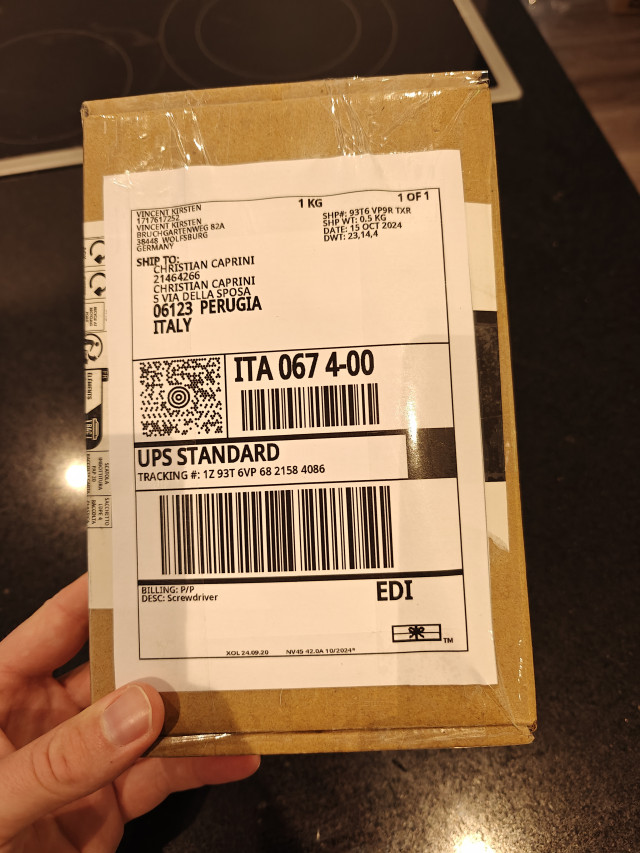 VINCENT KIRSTEN
1717617252
VINCENT KIRSTEN
BRUCHGARTENWEG 82A
38448 WOLFSBURG
GERMANY
1 KG
1 OF 1
SHP#: 93T6 VP9R TXR
SHP WT: 0,5 KG
DATE: 15 OCT 2024
DWT: 23,14,4
SHIP TO:
CHRISTIAN CAPRINI
21464266
CHRISTIAN CAPRINI
5 VIA DELLA SPOSA
06123 PERUGIA
ITALY
ITA 067 4-00
UPS STANDARD
TRACKING #: 1Z 93T 6VP 68 2158 4086
BILLING: P/P
DESC: Screwdriver
EDI
TM
XOL 24.09.20 NV45 42.0A 10/2024*